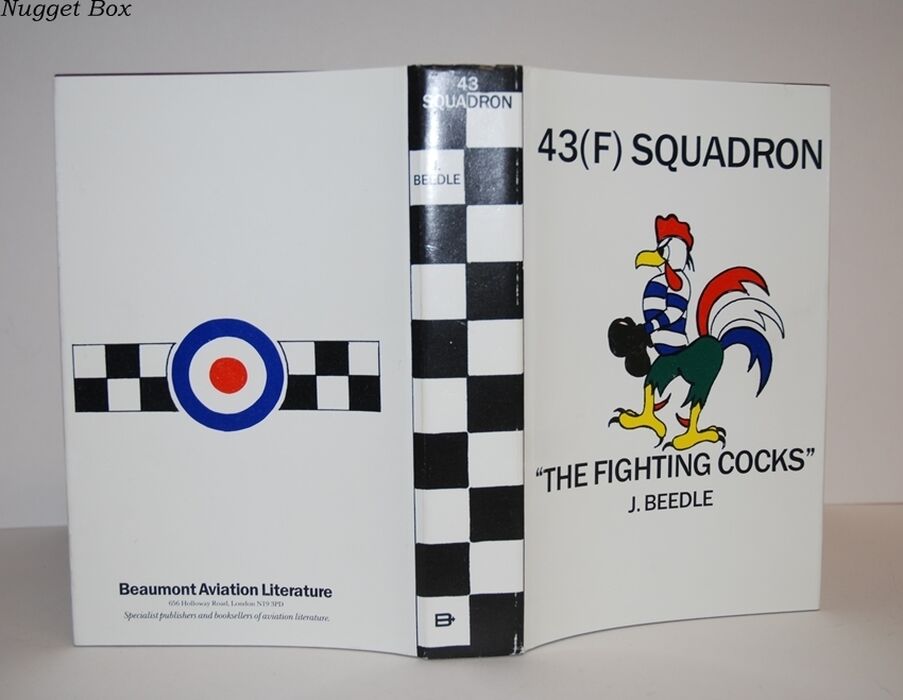 Nugget Box
43
SQUADRON
J.
BEEDLE
B
43(F) SQUADRON
"THE FIGHTING COCKS"
J. BEEDLE
Beaumont Aviation Literature
656 Holloway Road, London N19 3PD
Specialist publishers and booksellers of aviation literature.